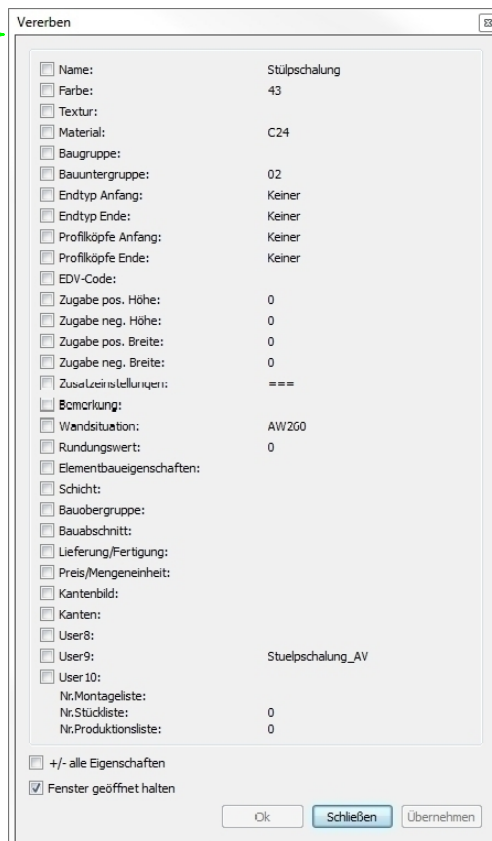 Vererben
Name: Stülpschalung
Farbe: 43
Textur:
Material: C24
Baugruppe:
Bauuntergruppe: 02
Endtyp Anfang: Keiner
Endtyp Ende: Keiner
Profilköpfe Anfang: Keiner
Profilköpfe Ende: Keiner
EDV-Code:
Zugabe pos. Höhe: 0
Zugabe neg. Höhe: 0
Zugabe pos. Breite: 0
Zugabe neg. Breite: 0
Zusatzeinstellungen: ===
Bemerkung:
Wandsituation: AW260
Rundungswert: 0
Elementbaueigenschaften:
Schicht:
Bauobergruppe:
Bauabschnitt:
Lieferung/Fertigung:
Preis/Mengeneinheit:
Kantenbild:
Kanten:
User8:
User9: Stuelpschalung_AV
User10:
Nr.Montageliste:
Nr.Stückliste: 0
Nr.Produktionsliste: 0
+/- alle Eigenschaften
Fenster geöffnet halten
Ok Schließen Übernehmen